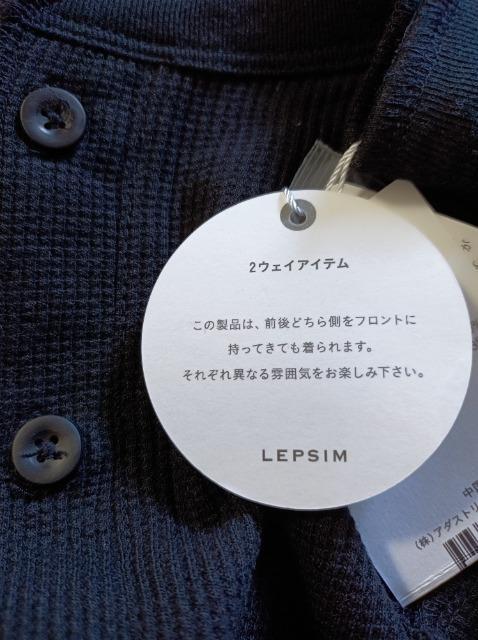 2ウェイアイテム
この製品は、前後どちら側をフロントに
持ってきても着られます。
それぞれ異なる雰囲気をお楽しみ下さい。
LEPSIM
中国
(株)アダストリ